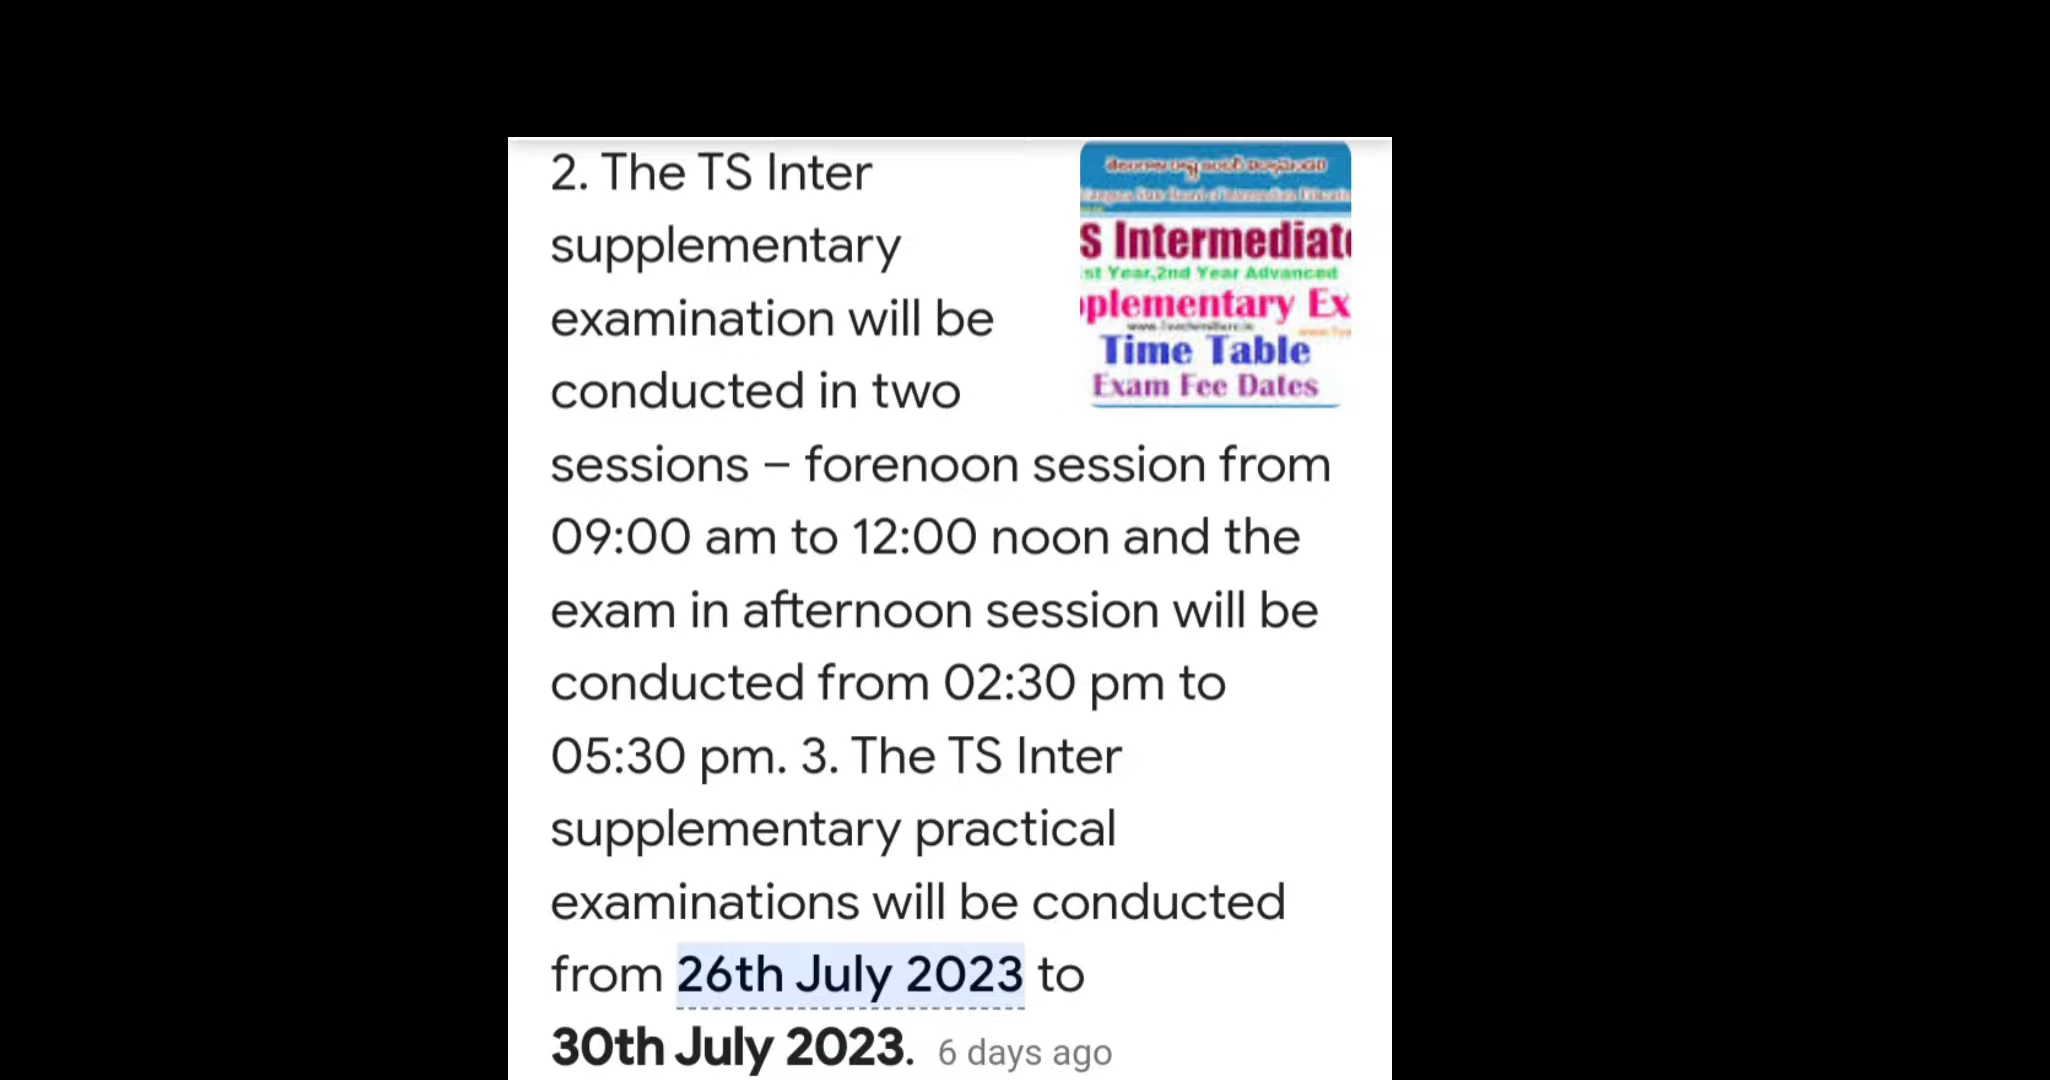 2. The TS Inter
supplementary
examination will be
conducted in two
sessions – forenoon session from
09:00 am to 12:00 noon and the
exam in afternoon session will be
conducted from 02:30 pm to
05:30 pm. 3. The TS Inter
supplementary practical
examinations will be conducted
from 26th July 2023 to
30th July 2023. 6 days ago
S Intermediat
st Year,2nd Year Advanced
plementary Ex
Time Table
Exam Fee Dates